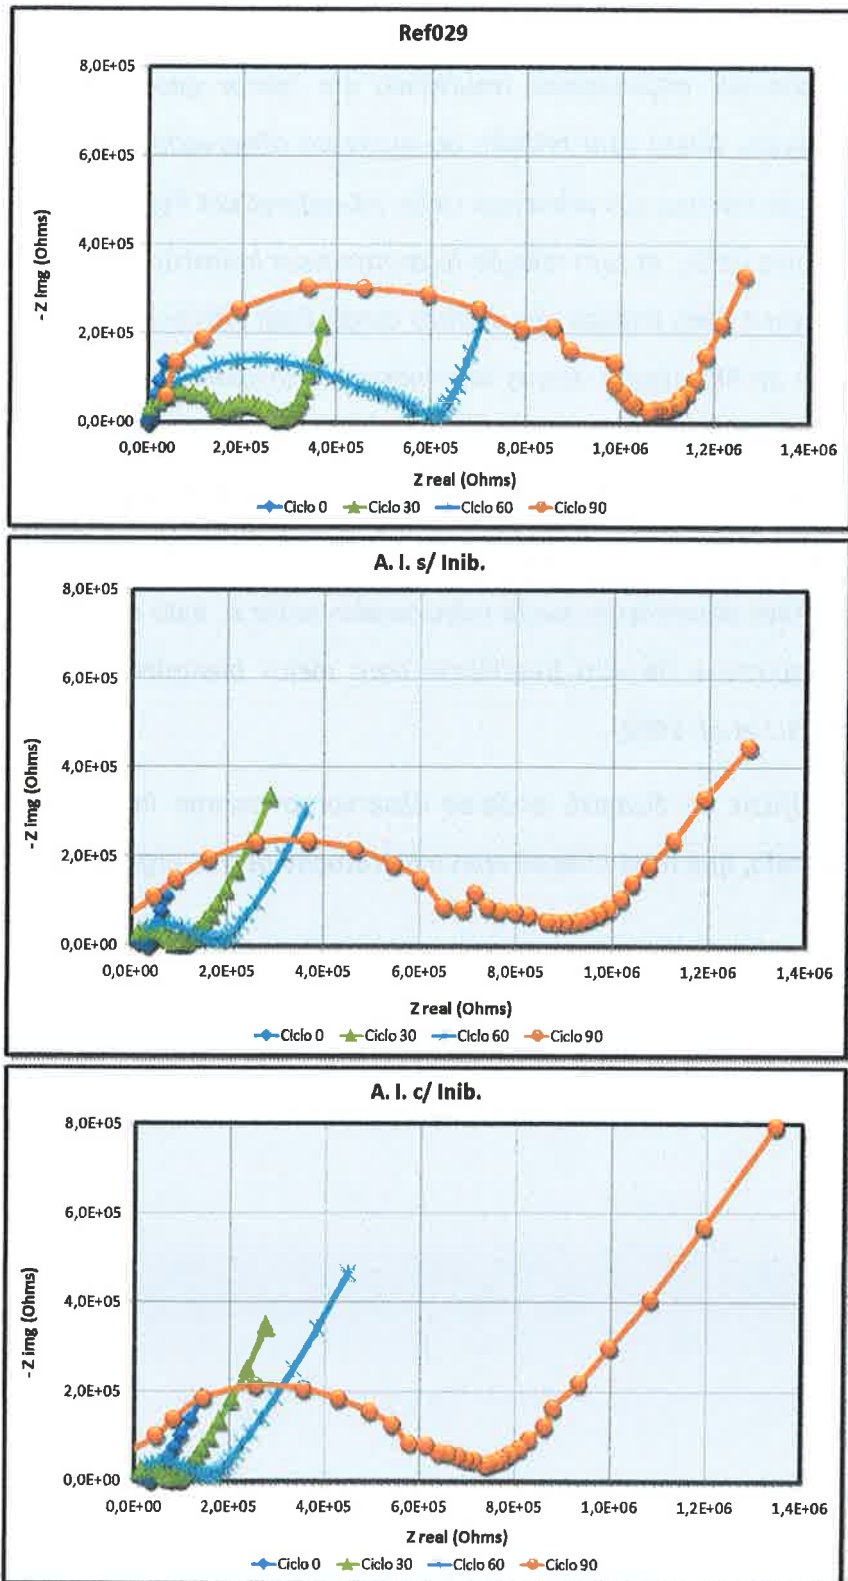 Ref029
8,0E+05
6,0E+05
4,0E+05
2,0E+05
0,0E+00
- Z img (Ohms)
0,0E+00 2,0E+05 4,0E+05 6,0E+05 8,0E+05 1,0E+06 1,2E+06 1,4E+06
Z real (Ohms)
Ciclo 0 Ciclo 30 Ciclo 60 Ciclo 90
A. I. s/ Inib.
8,0E+05
6,0E+05
4,0E+05
2,0E+05
0,0E+00
- Z img (Ohms)
0,0E+00 2,0E+05 4,0E+05 6,0E+05 8,0E+05 1,0E+06 1,2E+06 1,4E+06
Z real (Ohms)
Ciclo 0 Ciclo 30 Ciclo 60 Ciclo 90
A. I. c/ Inib.
8,0E+05
6,0E+05
4,0E+05
2,0E+05
0,0E+00
- Z img (Ohms)
0,0E+00 2,0E+05 4,0E+05 6,0E+05 8,0E+05 1,0E+06 1,2E+06 1,4E+06
Z real (Ohms)
Ciclo 0 Ciclo 30 Ciclo 60 Ciclo 90